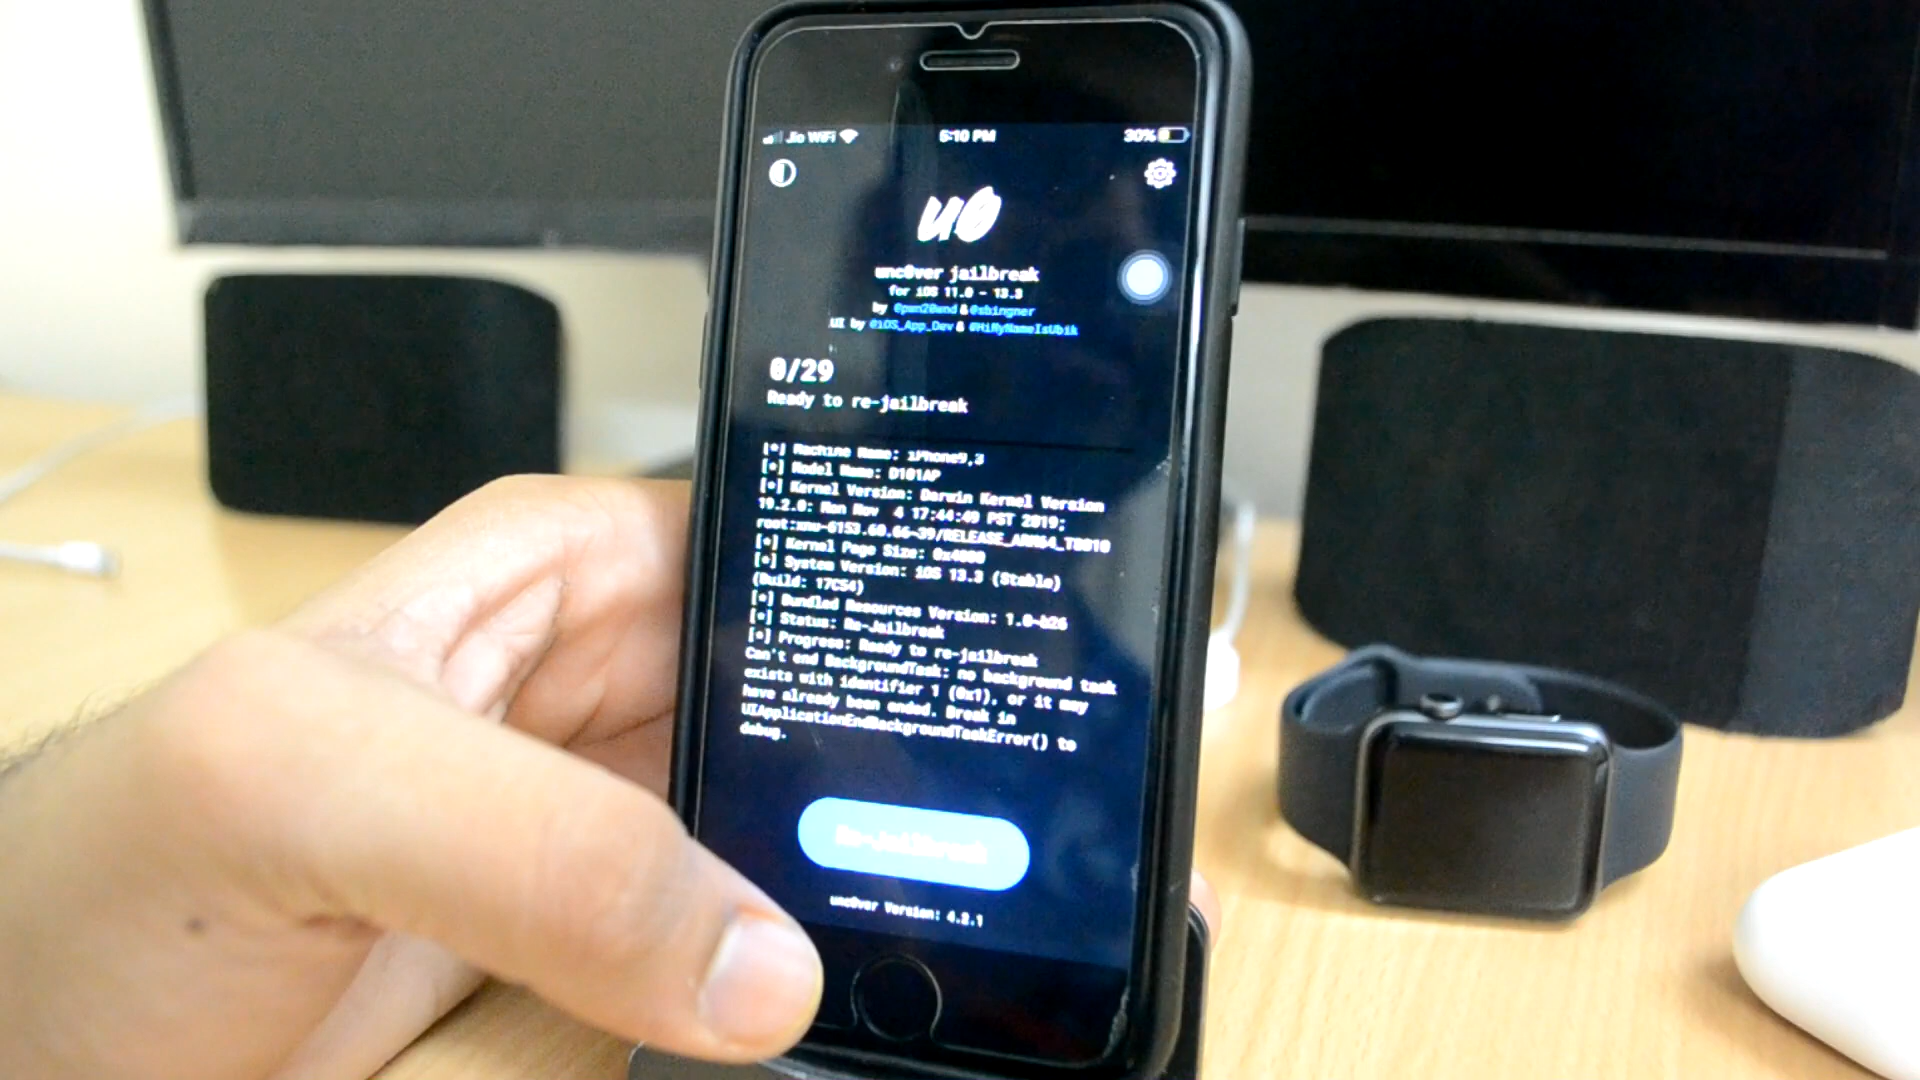 Jio WiFi 5:10 PM 30%
u0
unc0ver jailbreak
for iOS 11.0 - 13.3
by @pwn20wnd & @sbingner
UI by @iOS_App_Dev & @HiMyNameIsUbik
0/29
Ready to re-jailbreak
[*] Machine Name: iPhone9,3
[*] Model Name: D101AP
[*] Kernel Version: Darwin Kernel Version
19.2.0: Mon Nov 4 17:44:49 PST 2019;
root:xnu-6153.60.66~39/RELEASE_ARM64_T8010
[*] Kernel Page Size: 0x4000
[*] System Version: iOS 13.3 (Stable)
(Build: 17C54)
[*] Bundled Resources Version: 1.0~b26
[*] Status: Re-Jailbreak
[*] Progress: Ready to re-jailbreak
Can't end BackgroundTask: no background task
exists with identifier 1 (0x1), or it may
have already been ended. Break in
UIApplicationEndBackgroundTaskError() to
debug.
Re-Jailbreak
unc0ver Version: 4.2.1